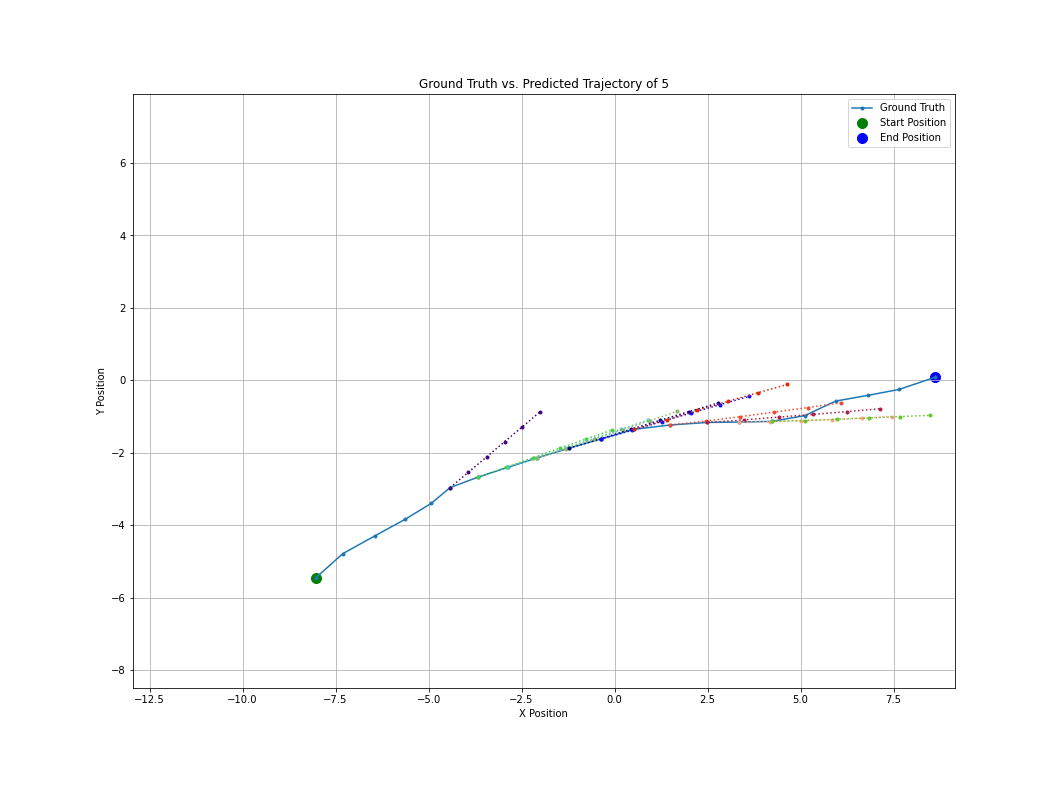 Ground Truth vs. Predicted Trajectory of 5
Ground Truth
Start Position
End Position
6
4
2
0
−2
−4
−6
−8
Y Position
−12.5 −10.0 −7.5 −5.0 −2.5 0.0 2.5 5.0 7.5
X Position